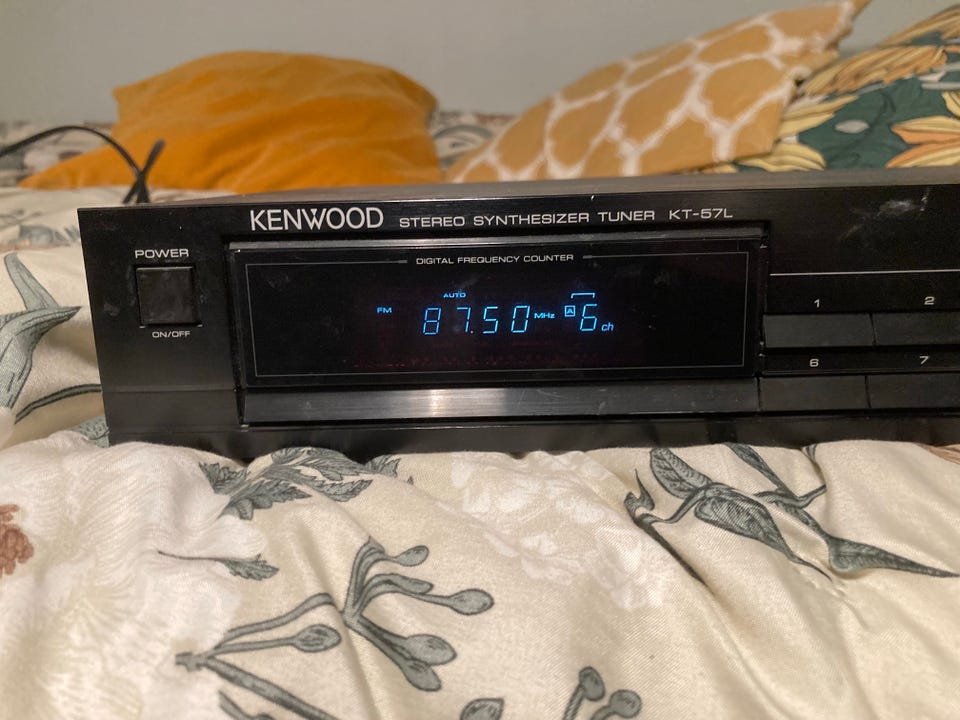 KENWOOD STEREO SYNTHESIZER TUNER KT-57L
POWER
ON/OFF
DIGITAL FREQUENCY COUNTER
AUTO
FM 87.50 MHz A 6 ch
1 2
6 7